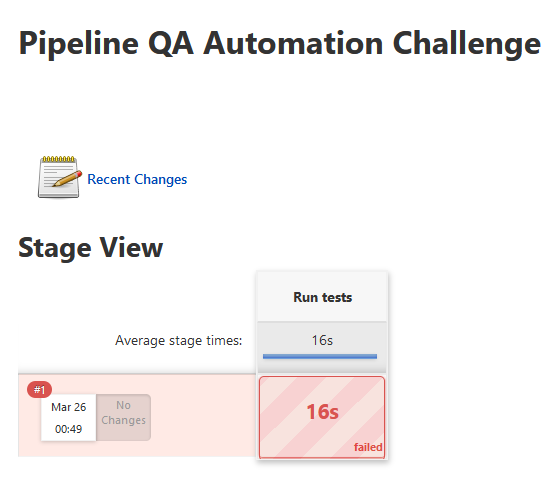 Pipeline QA Automation Challenge
Recent Changes
Stage View
Run tests
Average stage times:
16s
#1
Mar 26
00:49
No
Changes
16s
failed